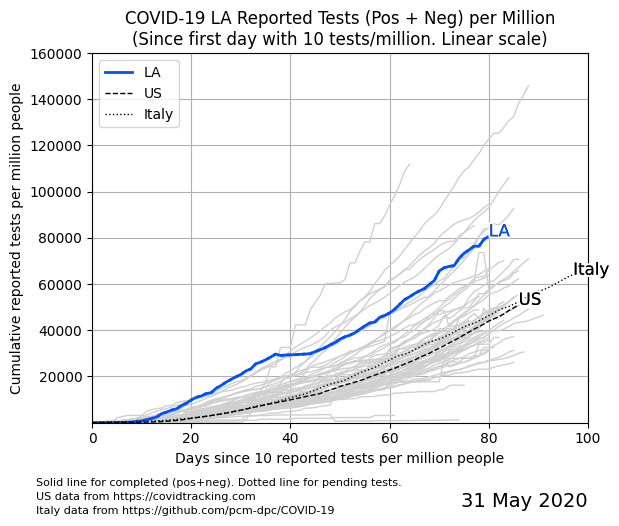 COVID-19 LA Reported Tests (Pos + Neg) per Million
(Since first day with 10 tests/million. Linear scale)
Cumulative reported tests per million people
160000
140000
120000
100000
80000
60000
40000
20000
LA
US
Italy
LA
Italy
US
0
20
40
60
80
100
Days since 10 reported tests per million people
Solid line for completed (pos+neg). Dotted line for pending tests.
US data from https://covidtracking.com
Italy data from https://github.com/pcm-dpc/COVID-19
31 May 2020